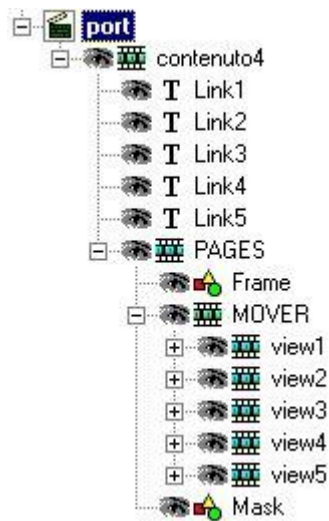 port
contenuto4
T Link1
T Link2
T Link3
T Link4
T Link5
PAGES
Frame
MOVER
view1
view2
view3
view4
view5
Mask